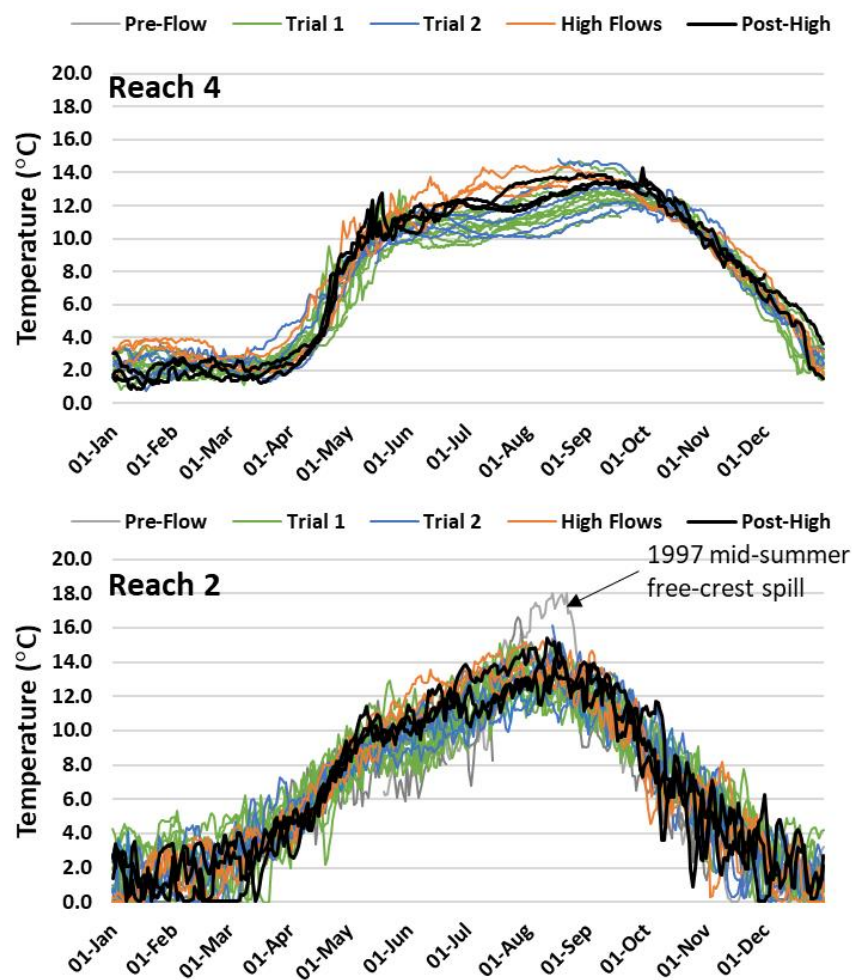 Pre-Flow Trial 1 Trial 2 High Flows Post-High
20.0
Reach 4
18.0
16.0
14.0
12.0
10.0
8.0
6.0
4.0
2.0
0.0
Temperature (°C)
01-Jan 01-Feb 01-Mar 01-Apr 01-May 01-Jun 01-Jul 01-Aug 01-Sep 01-Oct 01-Nov 01-Dec
Pre-Flow Trial 1 Trial 2 High Flows Post-High
1997 mid-summer
free-crest spill
20.0
Reach 2
18.0
16.0
14.0
12.0
10.0
8.0
6.0
4.0
2.0
0.0
Temperature (°C)
01-Jan 01-Feb 01-Mar 01-Apr 01-May 01-Jun 01-Jul 01-Aug 01-Sep 01-Oct 01-Nov 01-Dec